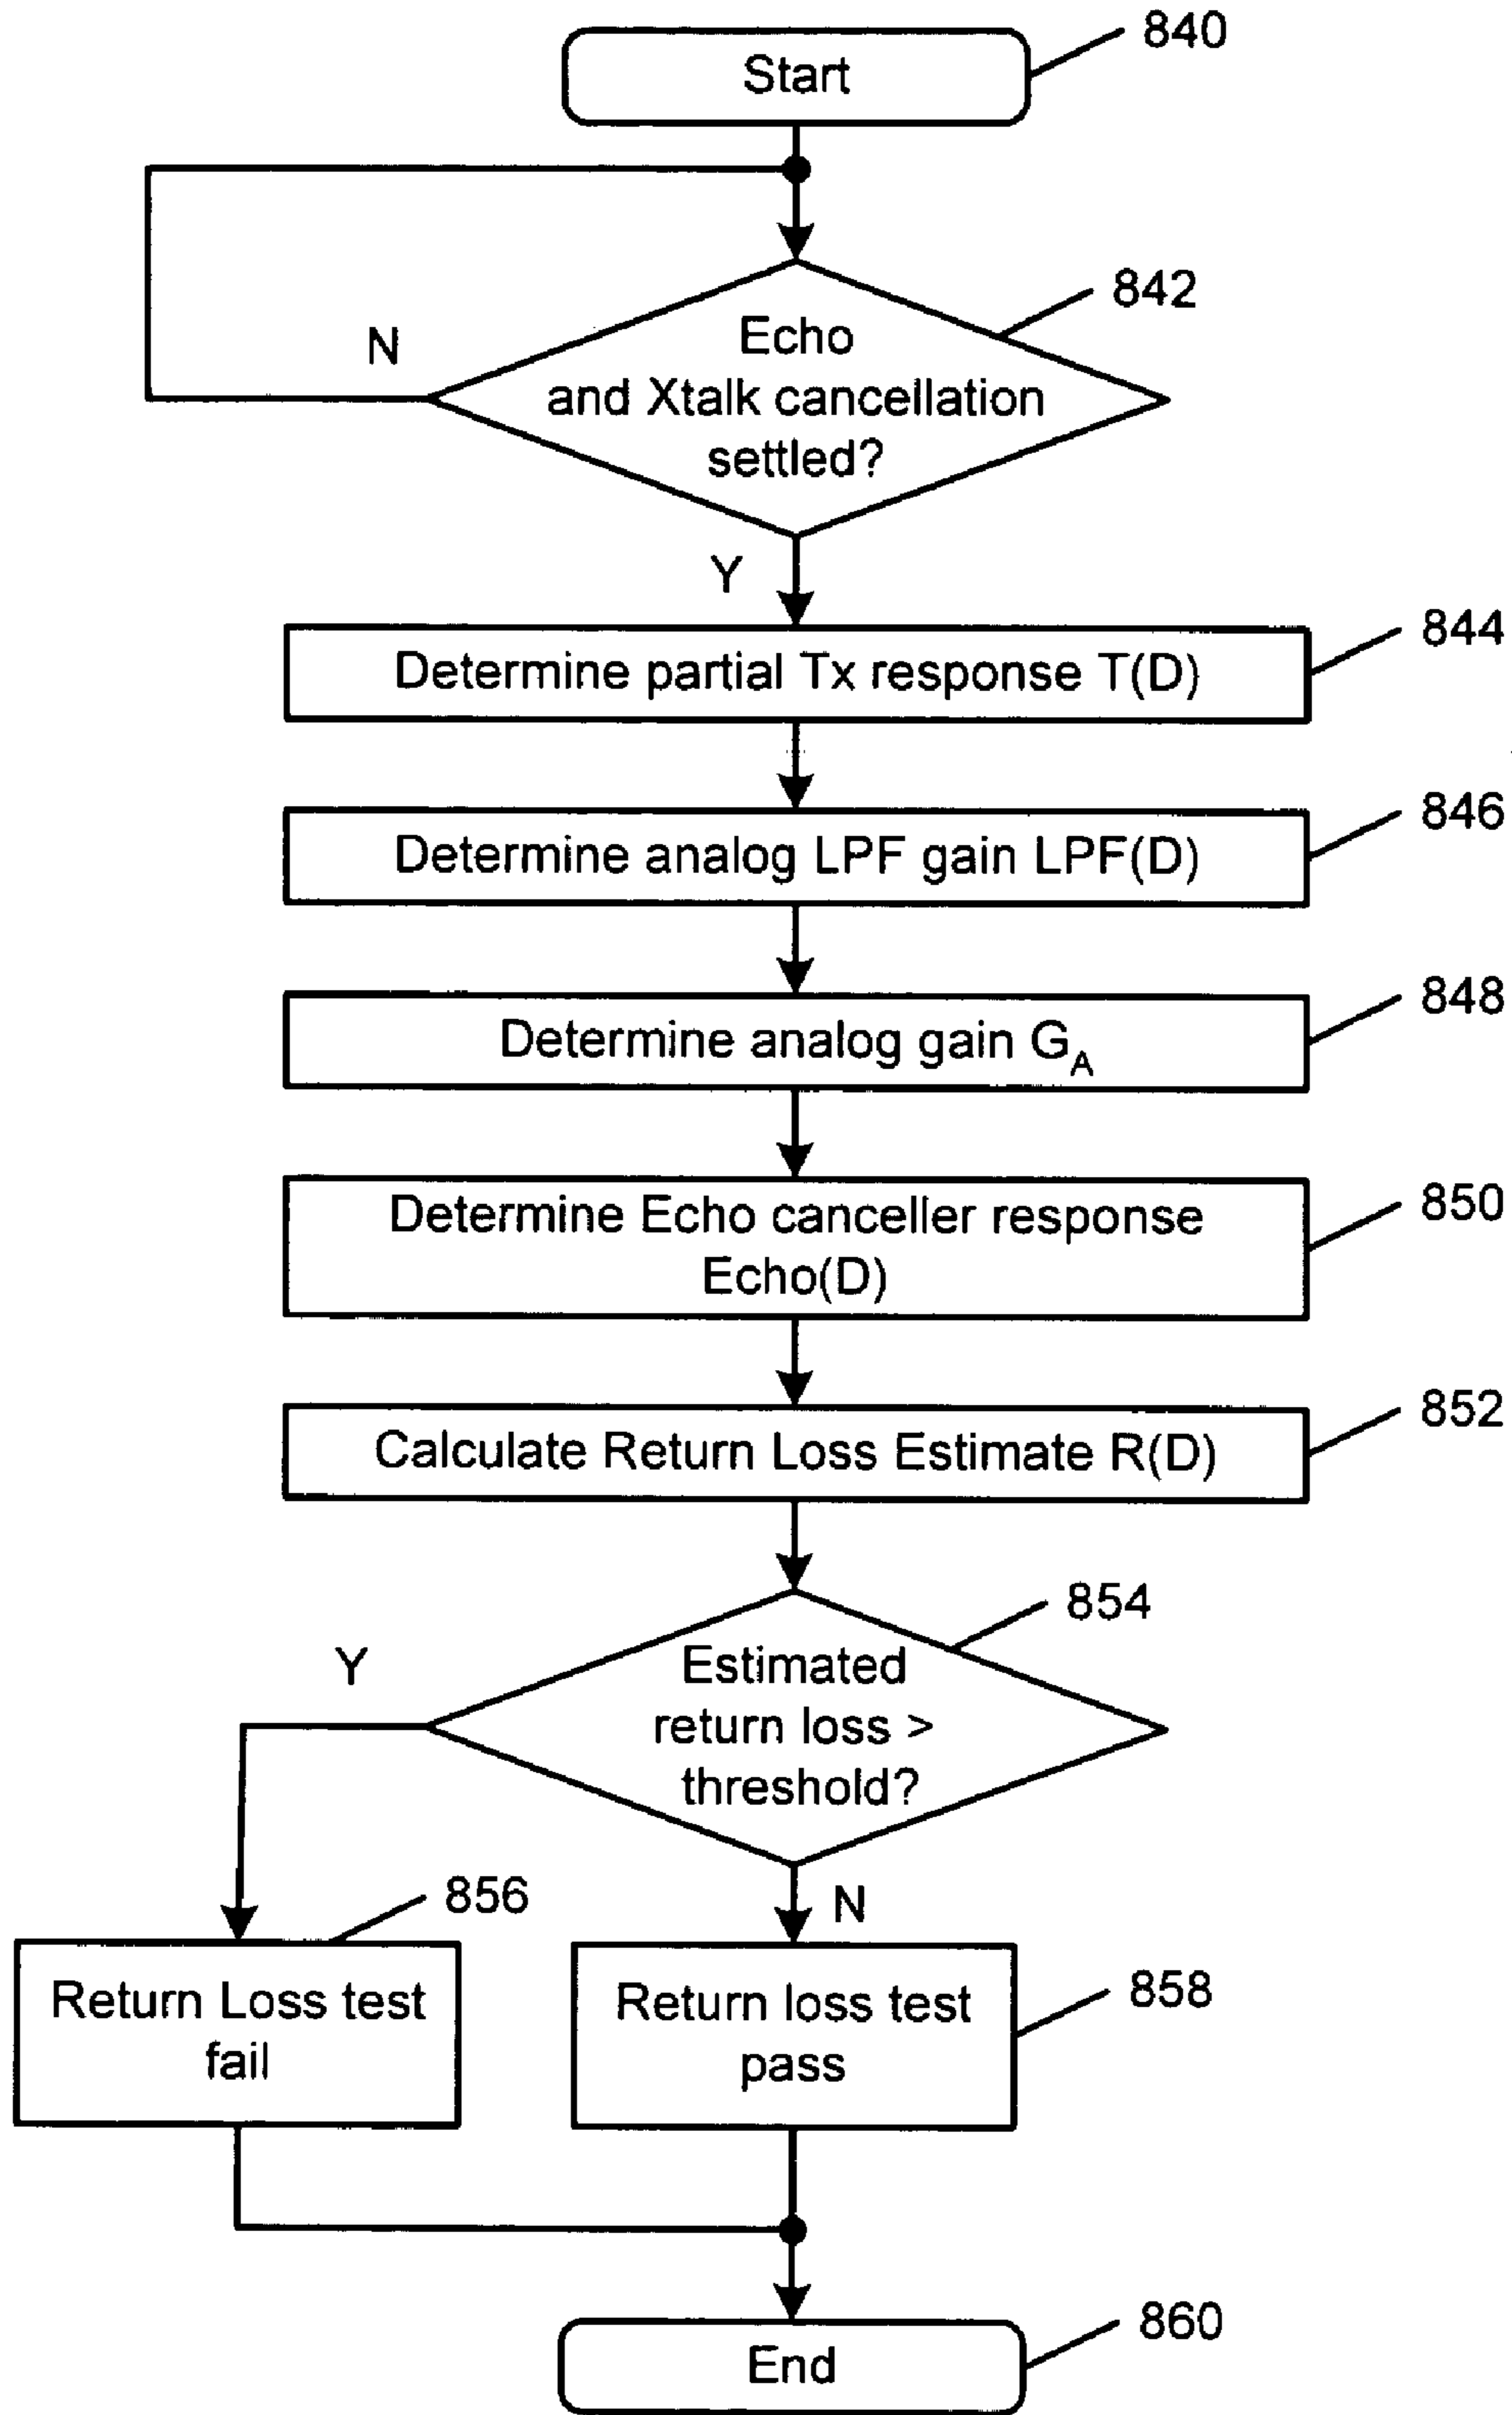 Start
840
Echo
and Xtalk cancellation
settled?
842
N
Y
Determine partial Tx response T(D)
844
Determine analog LPF gain LPF(D)
846
Determine analog gain G_A
848
Determine Echo canceller response
Echo(D)
850
Calculate Return Loss Estimate R(D)
852
Estimated
return loss >
threshold?
854
Y
N
Return Loss test
fail
856
Return loss test
pass
858
End
860